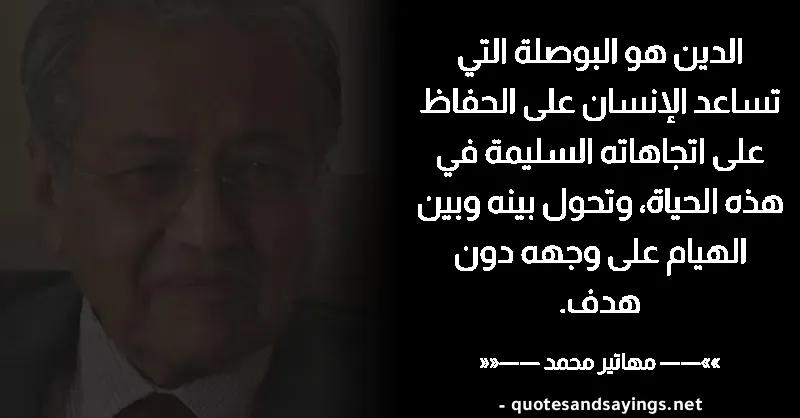 الدين هو البوصلة التي
تساعد الإنسان على الحفاظ
على اتجاهاته السليمة في
هذه الحياة، وتحول بينه وبين
الهيام على وجهه دون
هدف.
»»—— مهاتير محمد ——««
- quotesandsayings.net